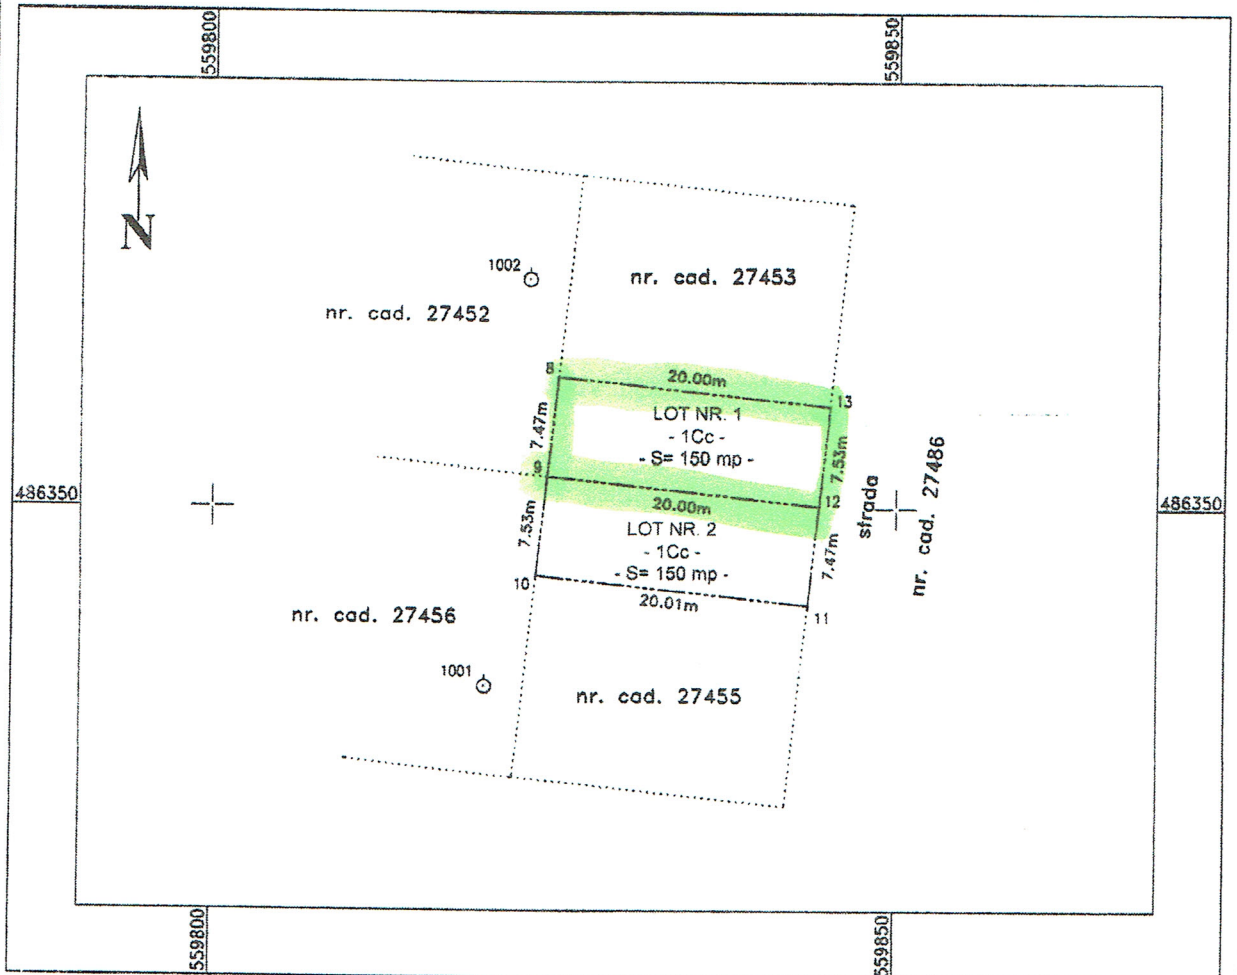 559800
559850
N
1002
nr. cad. 27453
nr. cad. 27452
8
20.00m
13
LOT NR. 1
- 1Cc -
- S= 150 mp -
7.47m
7.53m
9
12
20.00m
strada
nr. cad. 27486
486350
486350
LOT NR. 2
- 1Cc -
- S= 150 mp -
7.53m
7.47m
10
20.01m
11
nr. cad. 27456
1001
nr. cad. 27455
559800
559850